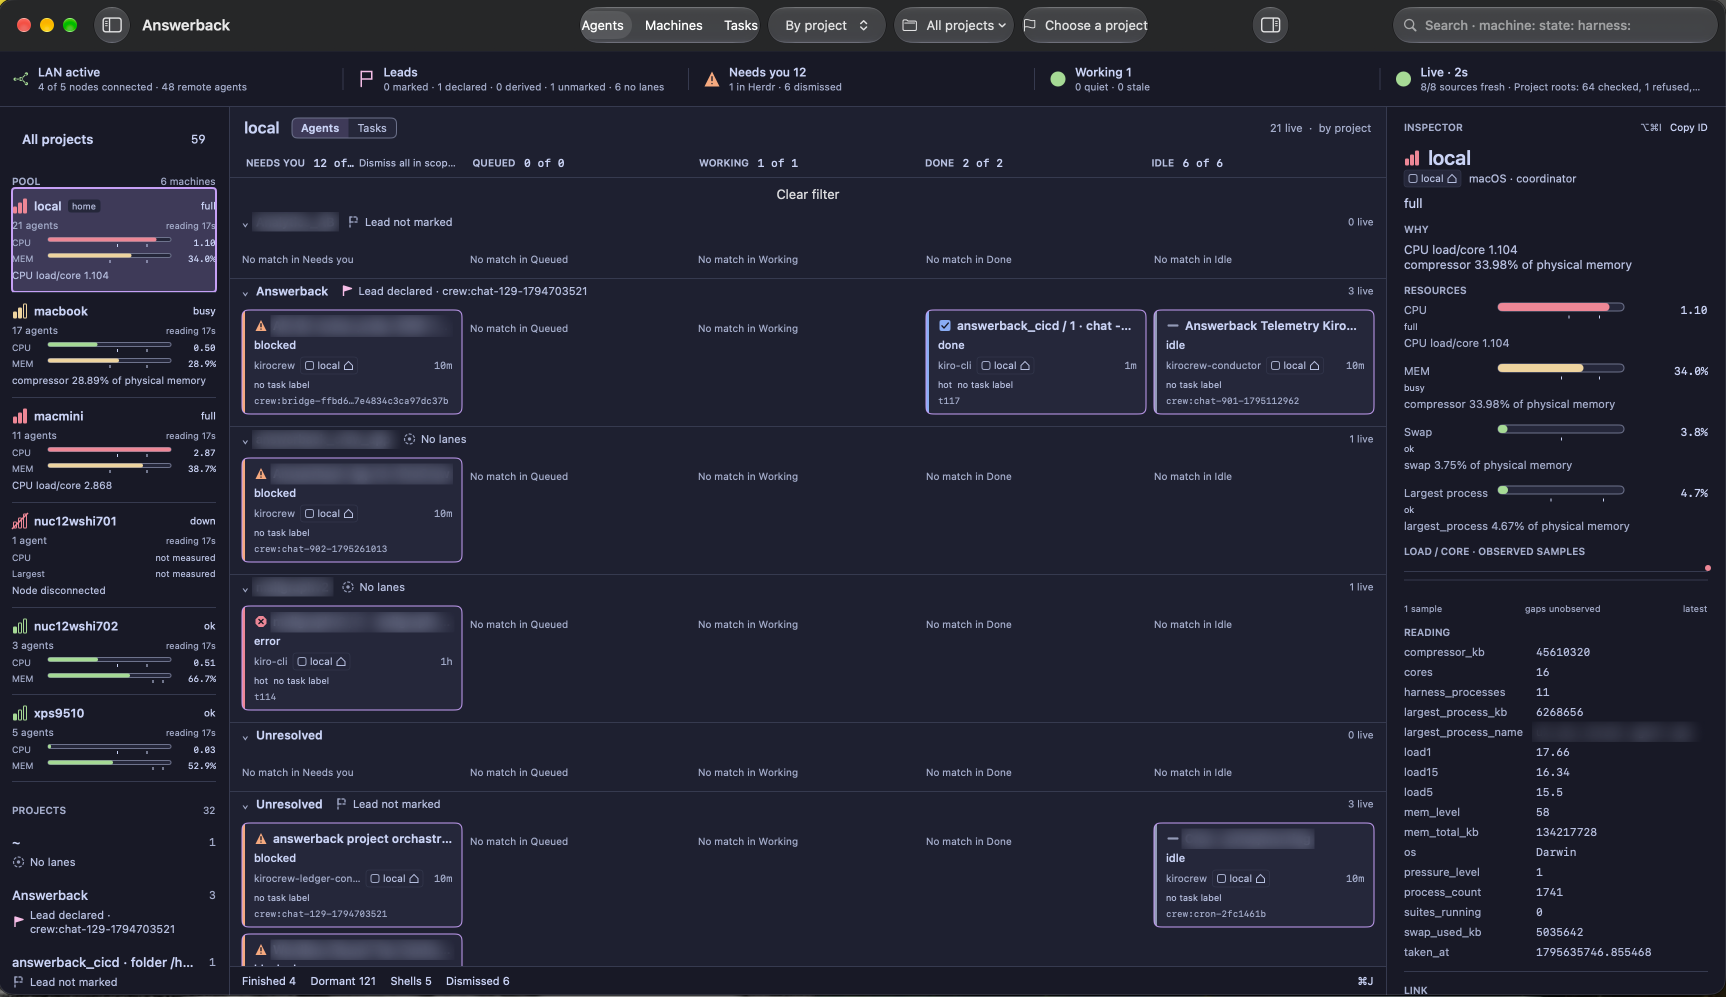 Answerback
Agents Machines Tasks
By project
All projects
Choose a project
Search · machine: state: harness:
LAN active
4 of 5 nodes connected · 48 remote agents
Leads
0 marked · 1 declared · 0 derived · 1 unmarked · 6 no lanes
Needs you 12
1 in Herdr · 6 dismissed
Working 1
0 quiet · 0 stale
Live · 2s
8/8 sources fresh · Project roots: 64 checked, 1 refused,...
All projects 59
POOL 6 machines
local home full
21 agents reading 17s
CPU 1.10
MEM 34.0%
CPU load/core 1.104
macbook busy
17 agents reading 17s
CPU 0.50
MEM 28.9%
compressor 28.89% of physical memory
macmini full
11 agents reading 17s
CPU 2.87
MEM 38.7%
CPU load/core 2.868
nuc12wshi701 down
1 agent reading 17s
CPU not measured
Largest not measured
Node disconnected
nuc12wshi702 ok
3 agents reading 17s
CPU 0.51
MEM 66.7%
xps9510 ok
5 agents reading 17s
CPU 0.03
MEM 52.9%
PROJECTS 32
~ 1
No lanes
Answerback 3
Lead declared ·
crew:chat-129-1794703521
answerback_cicd · folder /h... 1
Lead not marked
local Agents Tasks 21 live · by project
NEEDS YOU 12 of... Dismiss all in scop... QUEUED 0 of 0 WORKING 1 of 1 DONE 2 of 2 IDLE 6 of 6
Clear filter
Lead not marked 0 live
No match in Needs you No match in Queued No match in Working No match in Done No match in Idle
Answerback Lead declared · crew:chat-129-1794703521 3 live
blocked
kirocrew local 10m
no task label
crew:bridge-ffbd6…7e4834c3ca97dc37b
No match in Queued No match in Working
answerback_cicd / 1 · chat -...
done
kiro-cli local 1m
hot no task label
t117
Answerback Telemetry Kiro...
idle
kirocrew-conductor local 10m
no task label
crew:chat-901-1795112962
No lanes 1 live
blocked
kirocrew local 10m
no task label
crew:chat-902-1795261013
No match in Queued No match in Working No match in Done No match in Idle
No lanes 1 live
error
kiro-cli local 1h
hot no task label
t114
No match in Queued No match in Working No match in Done No match in Idle
Unresolved 0 live
No match in Needs you No match in Queued No match in Working No match in Done No match in Idle
Unresolved Lead not marked 3 live
answerback project orchastr...
blocked
kirocrew-ledger-con... local 10m
no task label
crew:chat-129-1794703521
No match in Queued No match in Working No match in Done
idle
kirocrew local 10m
no task label
crew:cron-2fc1461b
Finished 4 Dormant 121 Shells 5 Dismissed 6 ⌘J
INSPECTOR ⌥⌘I Copy ID
local
local macOS · coordinator
full
WHY
CPU load/core 1.104
compressor 33.98% of physical memory
RESOURCES
CPU 1.10
full
CPU load/core 1.104
MEM 34.0%
busy
compressor 33.98% of physical memory
Swap 3.8%
ok
swap 3.75% of physical memory
Largest process 4.7%
ok
largest_process 4.67% of physical memory
LOAD / CORE · OBSERVED SAMPLES
1 sample gaps unobserved latest
READING
compressor_kb 45610320
cores 16
harness_processes 11
largest_process_kb 6268656
largest_process_name
load1 17.66
load15 16.34
load5 15.5
mem_level 58
mem_total_kb 134217728
os Darwin
pressure_level 1
process_count 1741
suites_running 0
swap_used_kb 5035642
taken_at 1795635746.855468
LINK